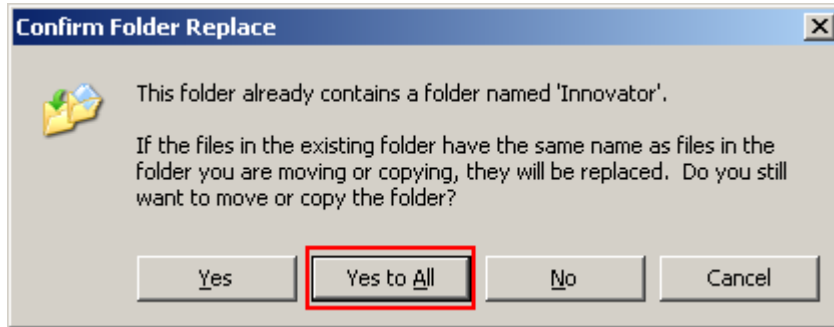 Confirm Folder Replace
This folder already contains a folder named 'Innovator'.
If the files in the existing folder have the same name as files in the
folder you are moving or copying, they will be replaced.  Do you still
want to move or copy the folder?
Yes
Yes to All
No
Cancel